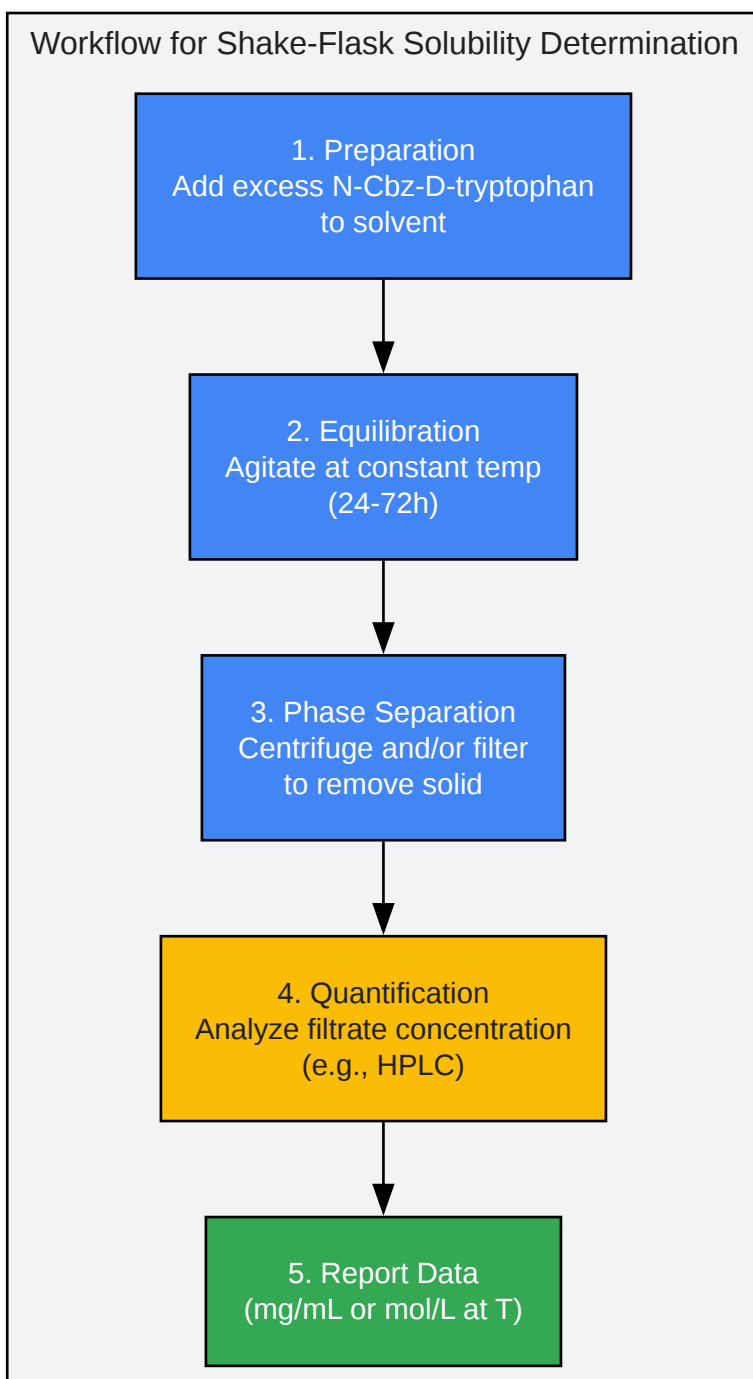 Workflow for Shake-Flask Solubility Determination
1. Preparation
Add excess N-Cbz-D-tryptophan
to solvent
2. Equilibration
Agitate at constant temp
(24-72h)
3. Phase Separation
Centrifuge and/or filter
to remove solid
4. Quantification
Analyze filtrate concentration
(e.g., HPLC)
5. Report Data
(mg/mL or mol/L at T)